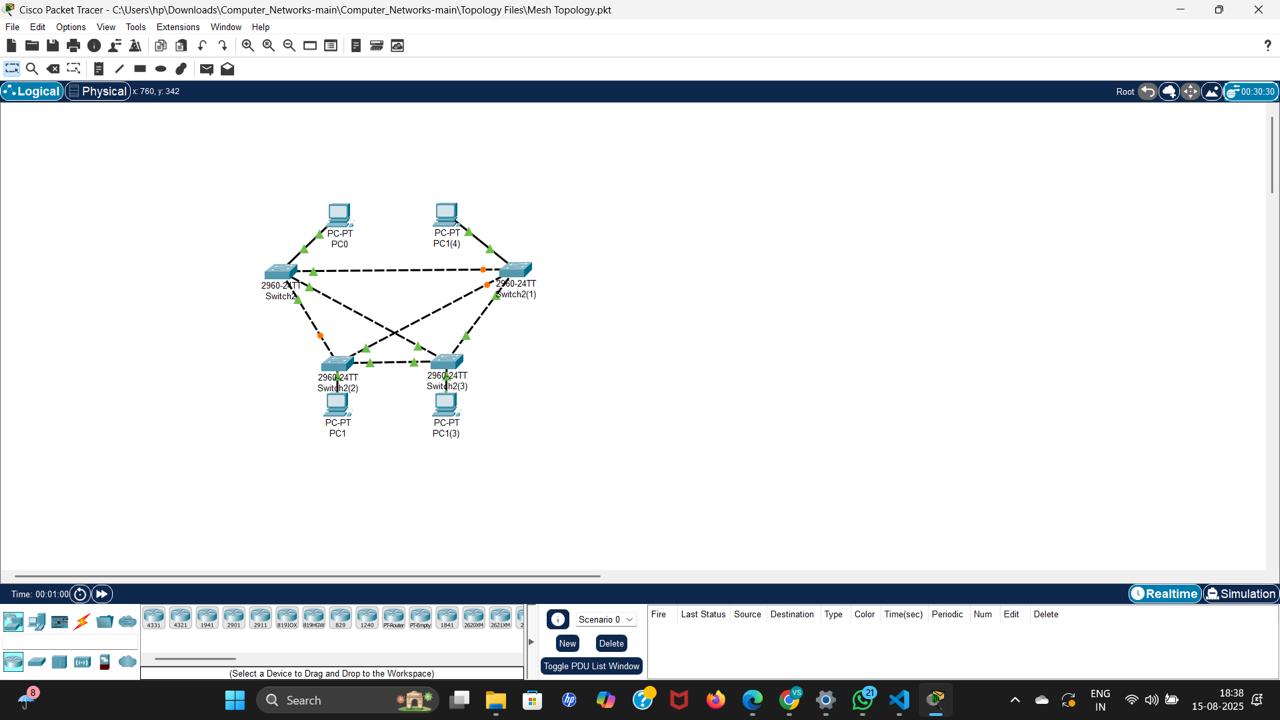 Cisco Packet Tracer - C:\Users\hp\Downloads\Computer_Networks-main\Computer_Networks-main\Topology Files\Mesh Topology.pkt
File Edit Options View Tools Extensions Window Help
?
Logical Physical x: 760, y: 342 Root 00:30:30
PC-PT
PC0
PC-PT
PC1(4)
2960-24TT
Switch2
2960-24TT
Switch2(1)
2960-24TT
Switch2(2)
2960-24TT
Switch2(3)
PC-PT
PC1
PC-PT
PC1(3)
Time: 00:01:00 Realtime Simulation
4331 4321 1941 2901 2911 819IOX 819HGW 829 1240 PT-Router PT-Empty 1841 2620XM 2621XM
(Select a Device to Drag and Drop to the Workspace)
Scenario 0
New Delete
Toggle PDU List Window
Fire Last Status Source Destination Type Color Time(sec) Periodic Num Edit Delete
8
Search
hp
VS
21
ENG
IN
18:38
15-08-2025